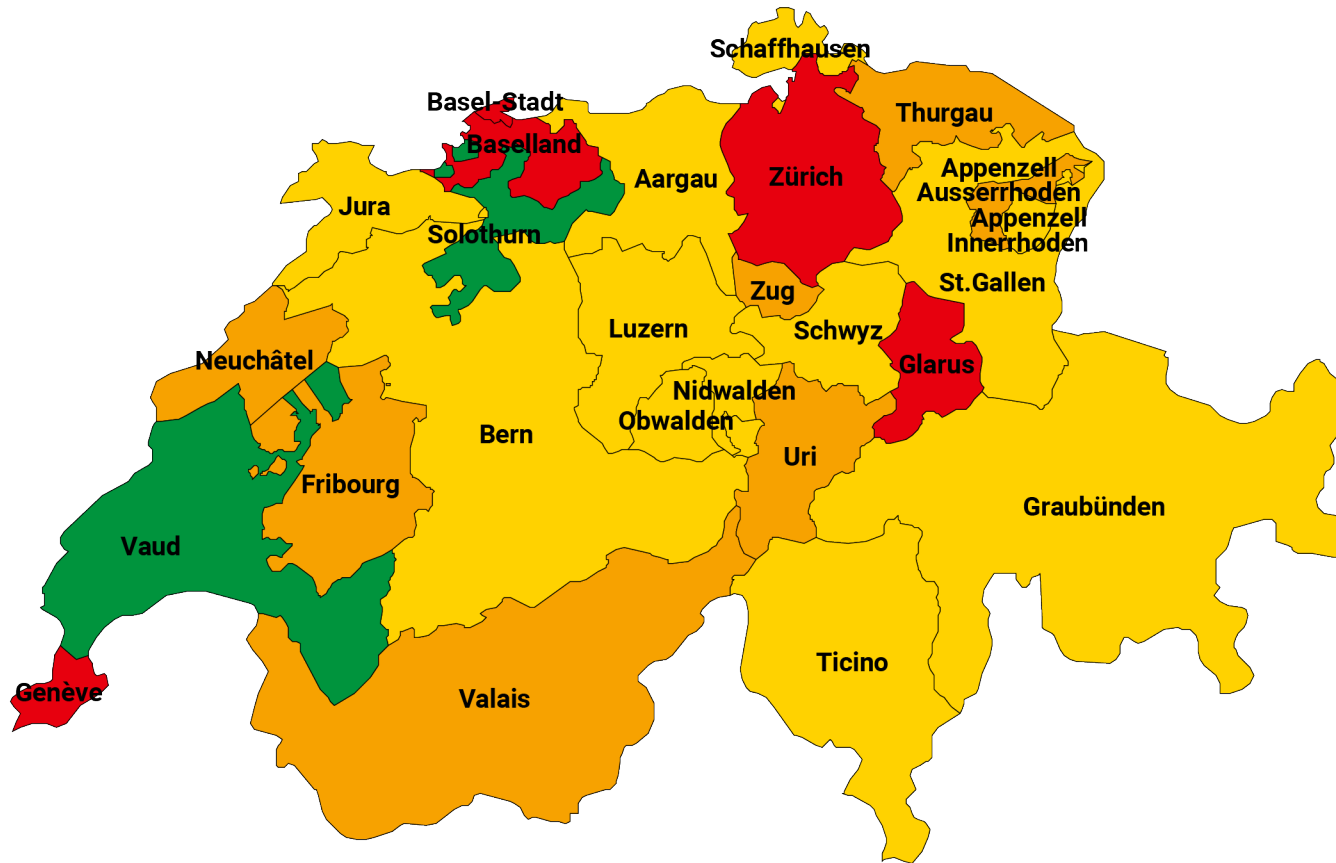 Schaffhausen
Basel-Stadt
Thurgau
Baselland
Appenzell
Ausserrhoden
Aargau
Zürich
Jura
Appenzell
Innerrhoden
Solothurn
St.Gallen
Zug
Luzern
Schwyz
Neuchâtel
Glarus
Nidwalden
Obwalden
Bern
Uri
Fribourg
Graubünden
Vaud
Ticino
Genève
Valais